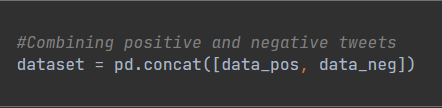 #Combining positive and negative tweets
dataset = pd.concat([data_pos, data_neg])